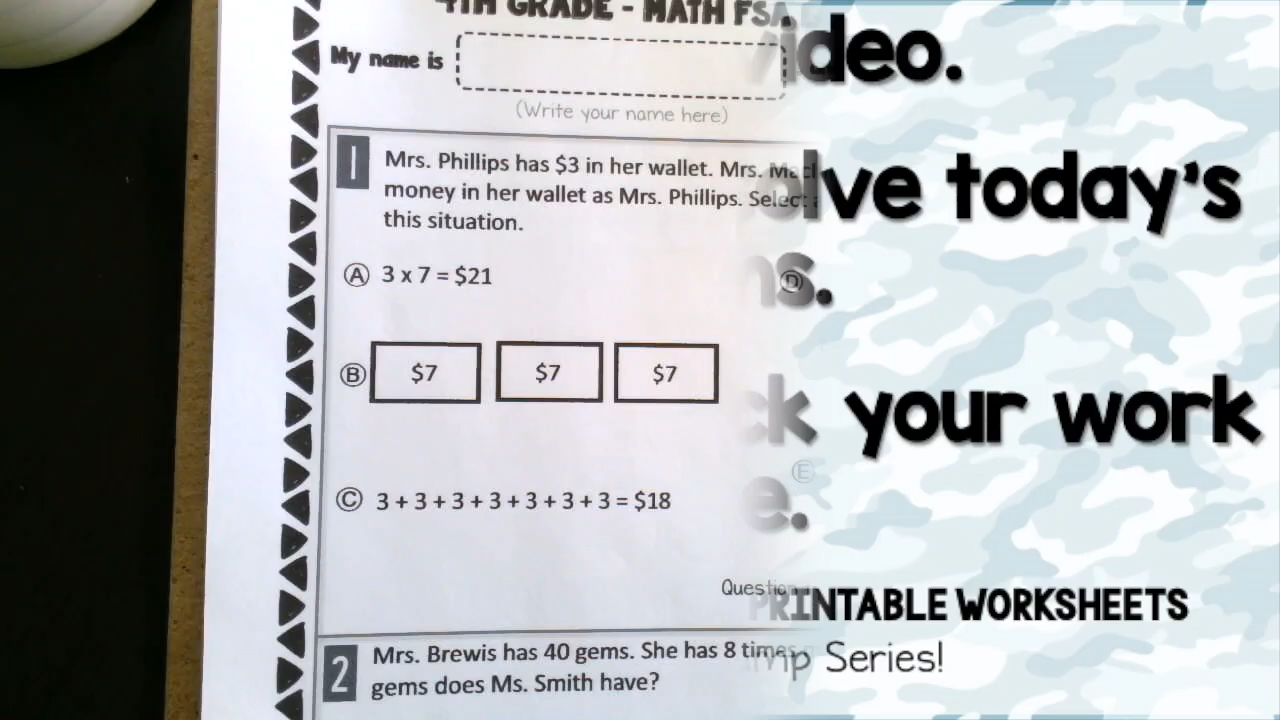 4TH GRADE - MATH FSA
My name is
(Write your name here)
1
Mrs. Phillips has $3 in her wallet. Mrs.
money in her wallet as Mrs. Phillips. Select
this situation.
A 3 x 7 = $21
D
B $7 $7 $7
C 3 + 3 + 3 + 3 + 3 + 3 + 3 = $18
E
2
Mrs. Brewis has 40 gems. She has 8 times
gems does Ms. Smith have?
video.
today's
your work
PRINTABLE WORKSHEETS
Series!